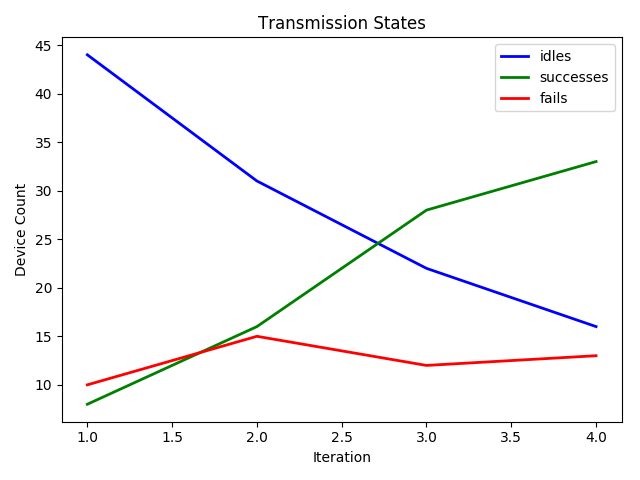 Transmission States
45
40
35
30
25
20
15
10
Device Count
idles
successes
fails
1.0 1.5 2.0 2.5 3.0 3.5 4.0
Iteration